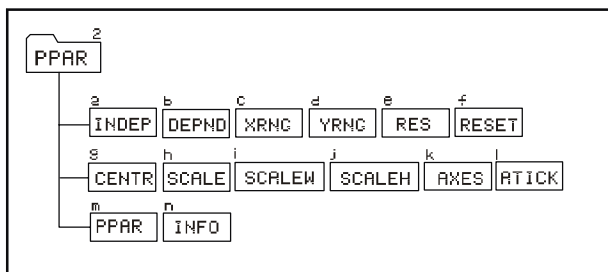 2
PPAR
a b c d e f
INDEP DEPND XRNG YRNG RES RESET
g h i j k l
CENTR SCALE SCALEW SCALEH AXES ATICK
m n
PPAR INFO